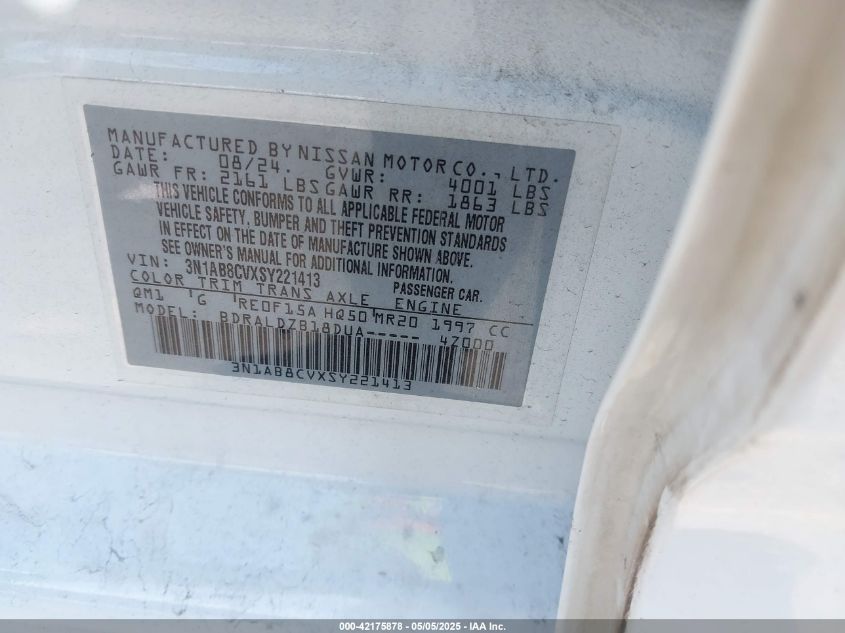 MANUFACTURED BY NISSAN MOTOR CO., LTD.
DATE: 08/24. GVWR: 4001 LBS
GAWR FR: 2161 LBS GAWR RR: 1863 LBS
THIS VEHICLE CONFORMS TO ALL APPLICABLE FEDERAL MOTOR
VEHICLE SAFETY, BUMPER AND THEFT PREVENTION STANDARDS
IN EFFECT ON THE DATE OF MANUFACTURE SHOWN ABOVE.
SEE OWNER'S MANUAL FOR ADDITIONAL INFORMATION.
VIN: 3N1AB8CVXSY221413 PASSENGER CAR.
COLOR TRIM TRANS AXLE ENGINE
QM1 G RE0F15A HQ50 MR20 1997 CC
MODEL: BDRALDZB18DUA----- 4Z000
3N1AB8CVXSY221413
000-42175878 - 05/05/2025 - IAA Inc.